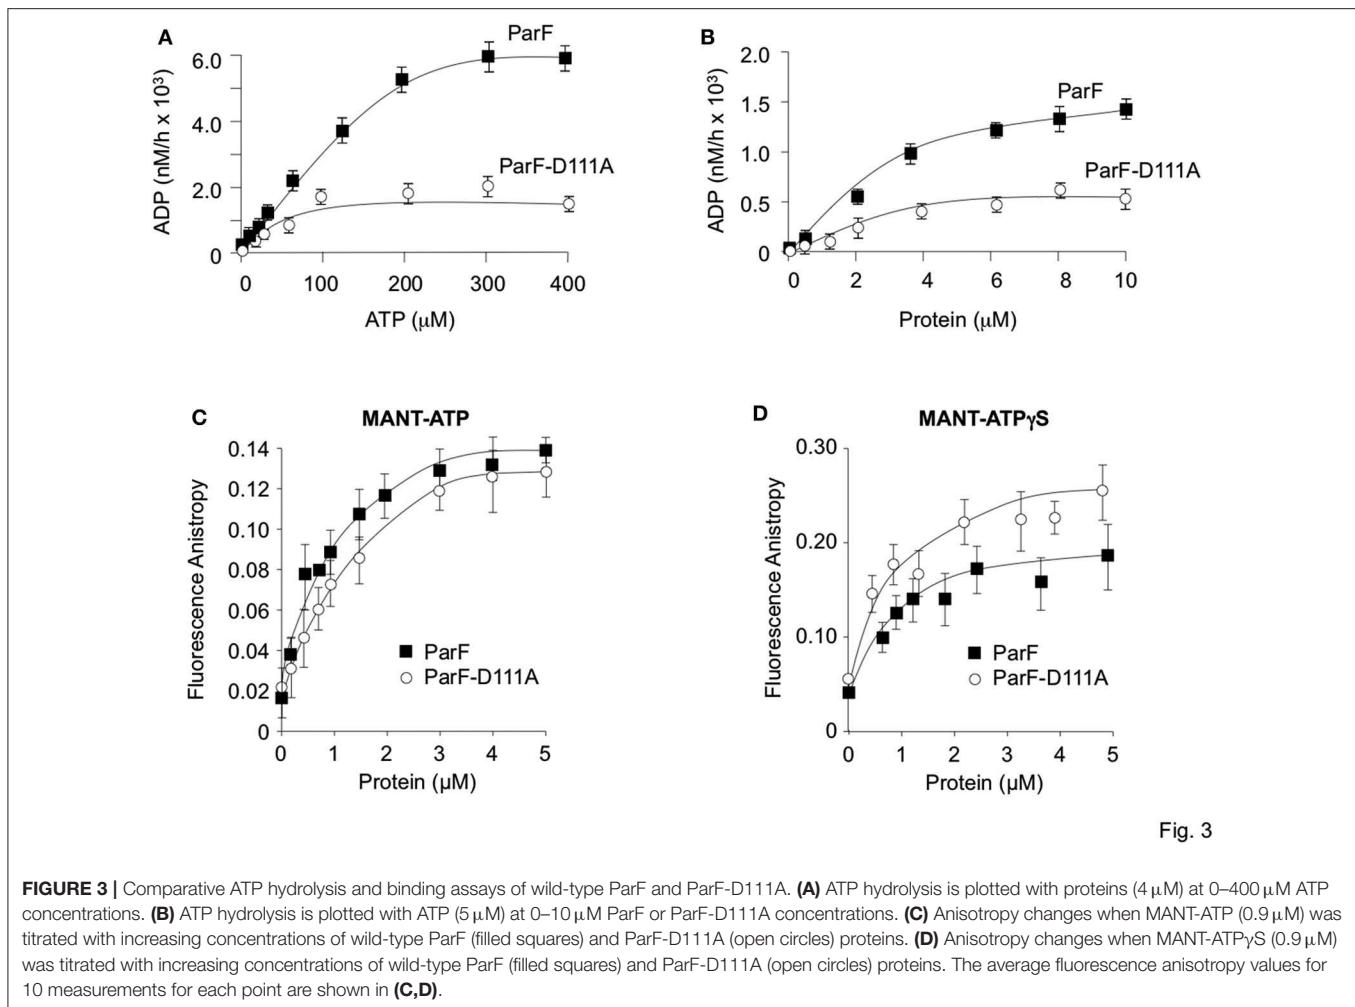 A
ParF
6.0
4.0
2.0
0
ADP (nM/h x 10³)
ParF-D111A
0 100 200 300 400
ATP (μM)
B
2.0
1.5
1.0
0.5
0
ADP (nM/h x 10³)
ParF
ParF-D111A
0 2 4 6 8 10
Protein (μM)
C MANT-ATP
0.14
0.12
0.10
0.08
0.06
0.04
0.02
0
Fluorescence Anistropy
ParF
ParF-D111A
0 1 2 3 4 5
Protein (μM)
D MANT-ATPγS
0.30
0.20
0.10
0
Fluorescence Anistropy
ParF
ParF-D111A
0 1 2 3 4 5
Protein (μM)
Fig. 3
FIGURE 3 | Comparative ATP hydrolysis and binding assays of wild-type ParF and ParF-D111A. (A) ATP hydrolysis is plotted with proteins (4 μM) at 0–400 μM ATP
concentrations. (B) ATP hydrolysis is plotted with ATP (5 μM) at 0–10 μM ParF or ParF-D111A concentrations. (C) Anisotropy changes when MANT-ATP (0.9 μM) was
titrated with increasing concentrations of wild-type ParF (filled squares) and ParF-D111A (open circles) proteins. (D) Anisotropy changes when MANT-ATPγS (0.9 μM)
was titrated with increasing concentrations of wild-type ParF (filled squares) and ParF-D111A (open circles) proteins. The average fluorescence anisotropy values for
10 measurements for each point are shown in (C,D).